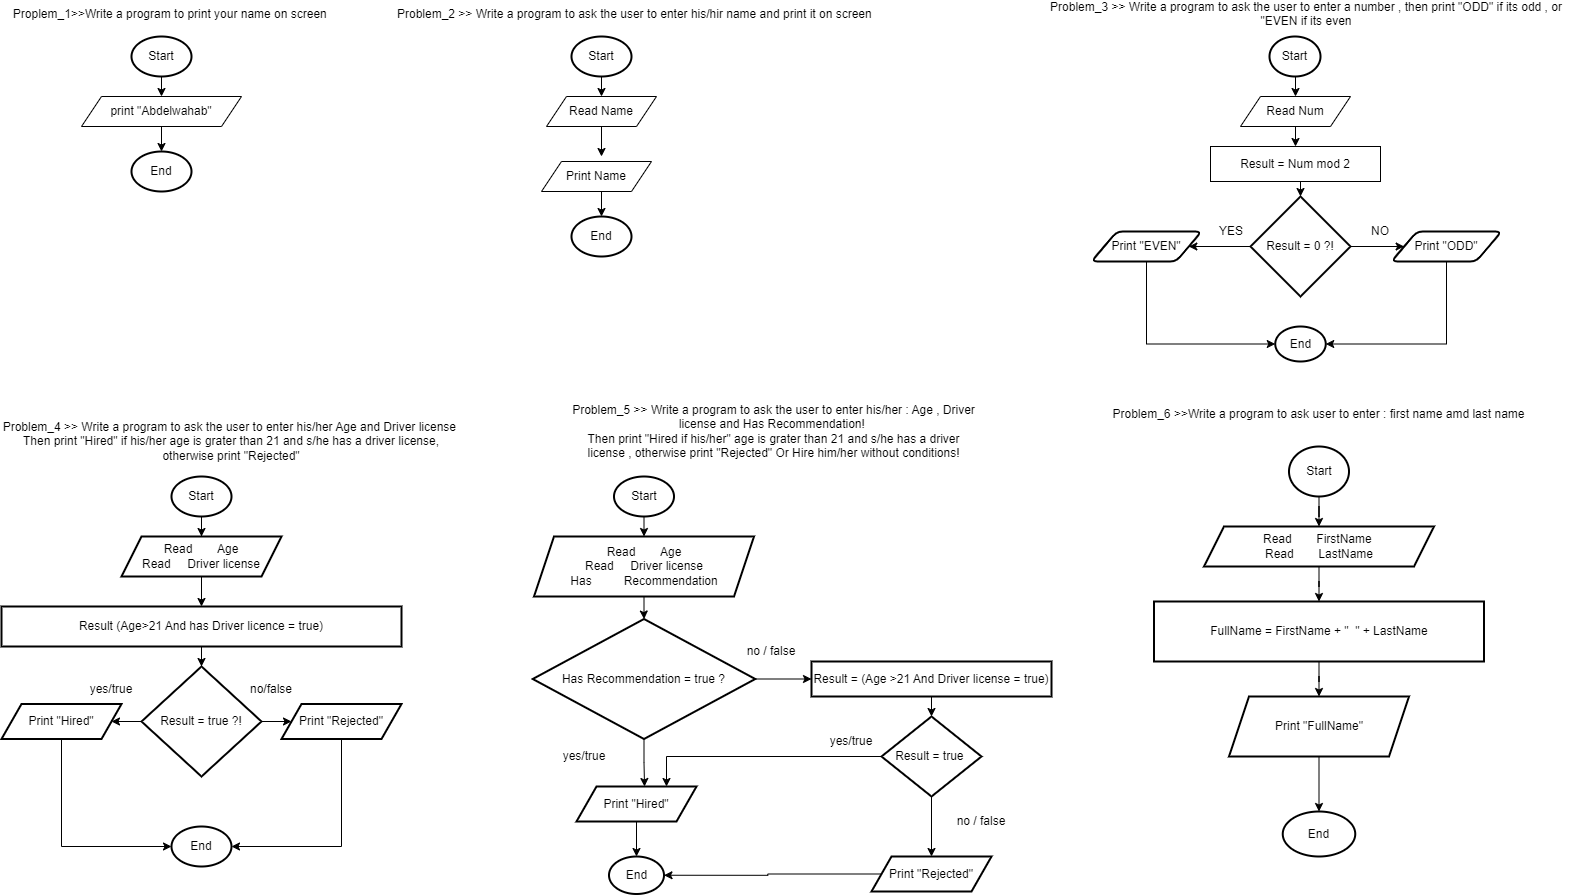 Proplem_1>>Write a program to print your name on screen
Start
print "Abdelwahab"
End
Problem_2 >> Write a program to ask the user to enter his/hir name and print it on screen
Start
Read Name
Print Name
End
Problem_3 >> Write a program to ask the user to enter a number , then print "ODD" if its odd , or
"EVEN if its even
Start
Read Num
Result = Num mod 2
YES
NO
Print "EVEN"
Result = 0 ?!
Print "ODD"
End
Problem_4 >> Write a program to ask the user to enter his/her Age and Driver license
Then print "Hired" if his/her age is grater than 21 and s/he has a driver license,
otherwise print "Rejected"
Start
Read Age
Read Driver license
Result (Age>21 And has Driver licence = true)
yes/true
no/false
Print "Hired"
Result = true ?!
Print "Rejected"
End
Problem_5 >> Write a program to ask the user to enter his/her : Age , Driver
license and Has Recommendation!
Then print "Hired if his/her" age is grater than 21 and s/he has a driver
license , otherwise print "Rejected" Or Hire him/her without conditions!
Start
Read Age
Read Driver license
Has Recommendation
no / false
Has Recommendation = true ?
Result = (Age >21 And Driver license = true)
yes/true
yes/true
Result = true
Print "Hired"
no / false
End
Print "Rejected"
Problem_6 >>Write a program to ask user to enter : first name amd last name
Start
Read FirstName
Read LastName
FullName = FirstName + " " + LastName
Print "FullName"
End